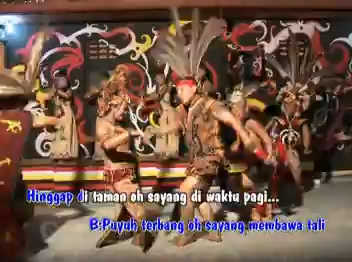 Hinggap di taman oh sayang di waktu pagi...
B:Puyuh terbang oh sayang membawa tali